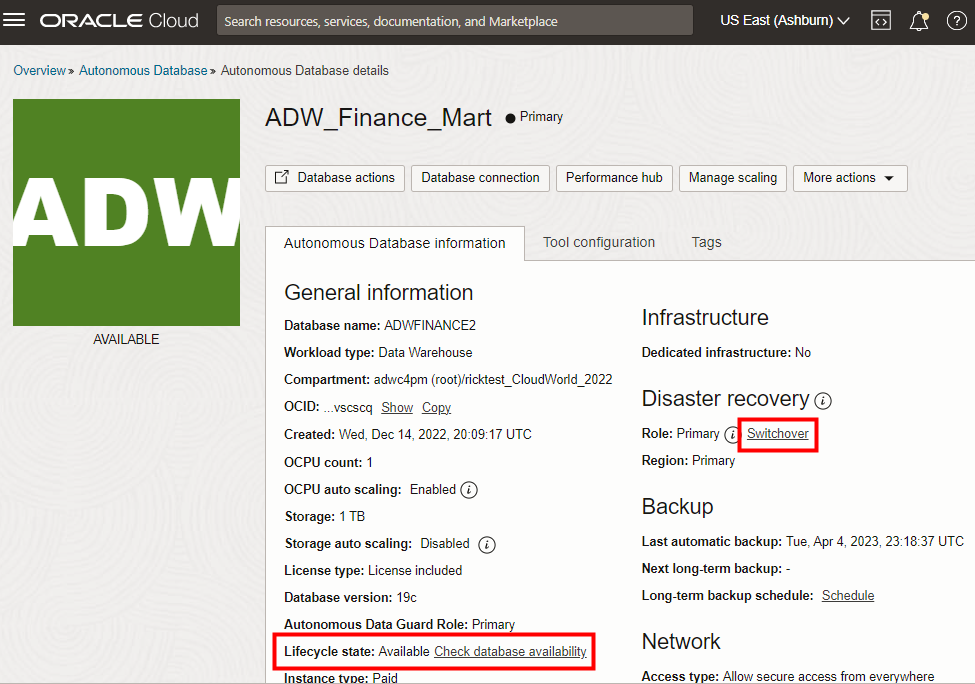 ORACLE Cloud
Search resources, services, documentation, and Marketplace
US East (Ashburn)
Overview » Autonomous Database » Autonomous Database details
ADW
AVAILABLE
ADW_Finance_Mart
Primary
Database actions
Database connection
Performance hub
Manage scaling
More actions
Autonomous Database information
Tool configuration
Tags
General information
Database name: ADWFINANCE2
Workload type: Data Warehouse
Compartment: adwc4pm (root)/ricktest_CloudWorld_2022
OCID: ...vscscq Show Copy
Created: Wed, Dec 14, 2022, 20:09:17 UTC
OCPU count: 1
OCPU auto scaling: Enabled
Storage: 1 TB
Storage auto scaling: Disabled
License type: License included
Database version: 19c
Autonomous Data Guard Role: Primary
Lifecycle state: Available Check database availability
Instance type: Paid
Infrastructure
Dedicated infrastructure: No
Disaster recovery
Role: Primary Switchover
Region: Primary
Backup
Last automatic backup: Tue, Apr 4, 2023, 23:18:37 UTC
Next long-term backup: -
Long-term backup schedule: Schedule
Network
Access type: Allow secure access from everywhere